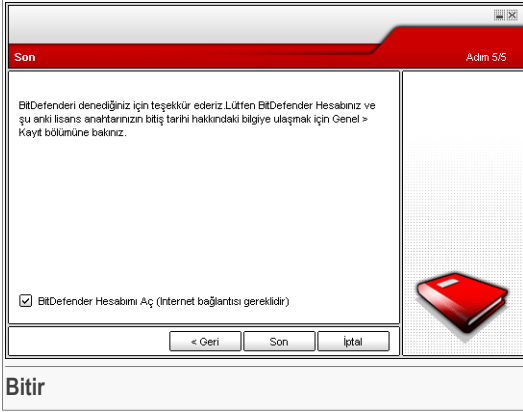 Son
Adım 5/5
BitDefenderi denediğiniz için teşekkür ederiz.Lütfen BitDefender Hesabınız ve
şu anki lisans anahtarınızın bitiş tarihi hakkındaki bilgiye ulaşmak için Genel >
Kayıt bölümüne bakınız.
BitDefender Hesabımı Aç (Internet bağlantısı gereklidir)
< Geri
Son
İptal
Bitir